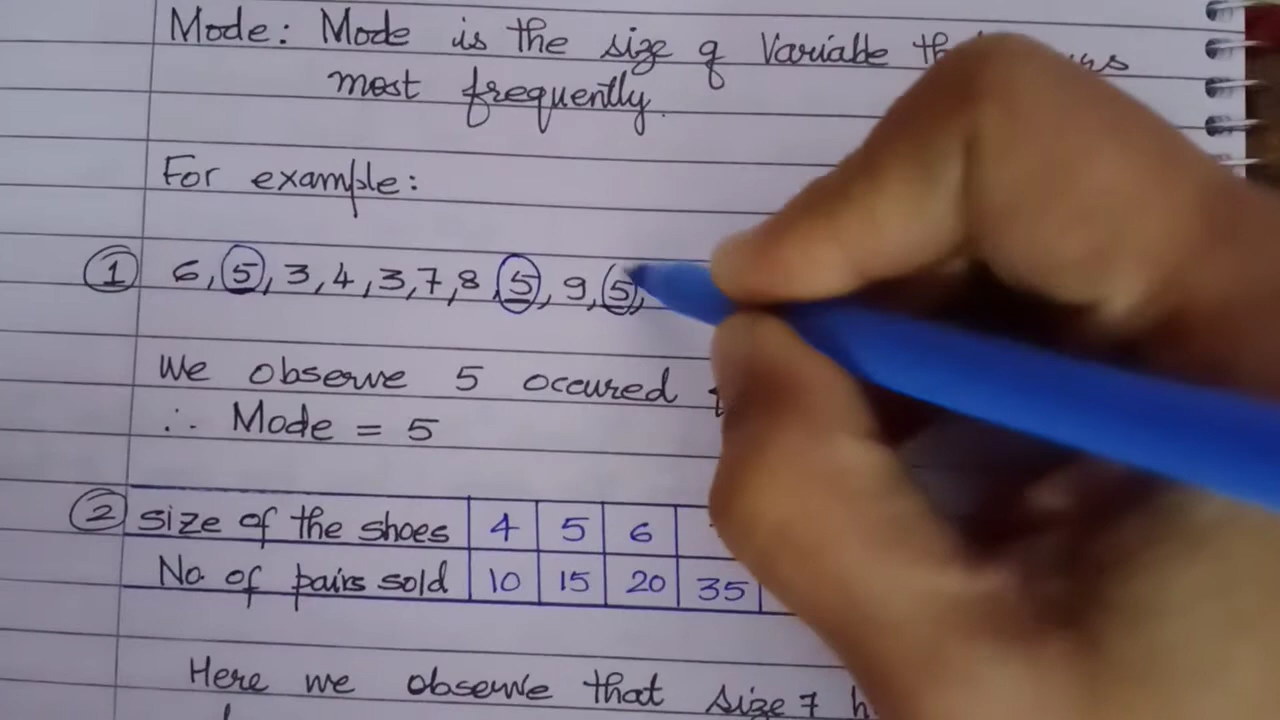 Mode: Mode is the size of Variable
most frequently.
For example:
① 6, 5, 3, 4, 3, 7, 8, 5, 9, 5,
We observe 5 occured
∴ Mode = 5
② size of the shoes 4 5 6
No. of pairs sold 10 15 20 35
Here we observe that size 7